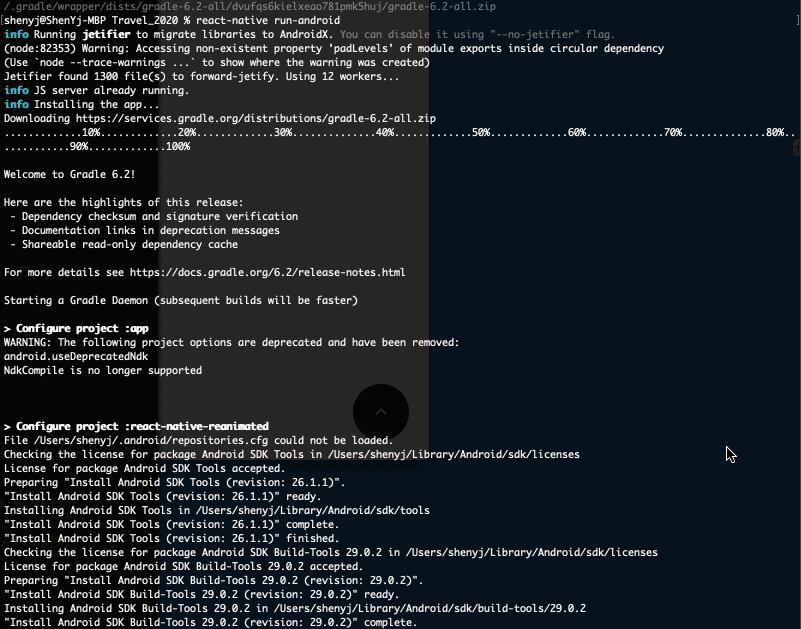 /.gradle/wrapper/dists/gradle-6.2-all/dvufqs6kielxeao781pmk5huj/gradle-6.2-all.zip
[shenyj@ShenYj-MBP Travel_2020 % react-native run-android ]
info Running jetifier to migrate libraries to AndroidX. You can disable it using "--no-jetifier" flag.
(node:82353) Warning: Accessing non-existent property 'padLevels' of module exports inside circular dependency
(Use `node --trace-warnings ...` to show where the warning was created)
Jetifier found 1300 file(s) to forward-jetify. Using 12 workers...
info JS server already running.
info Installing the app...
Downloading https://services.gradle.org/distributions/gradle-6.2-all.zip
............10%............20%............30%............40%.............50%............60%............70%............80%..
...........90%.............100%
Welcome to Gradle 6.2!
Here are the highlights of this release:
- Dependency checksum and signature verification
- Documentation links in deprecation messages
- Shareable read-only dependency cache
For more details see https://docs.gradle.org/6.2/release-notes.html
Starting a Gradle Daemon (subsequent builds will be faster)
> Configure project :app
WARNING: The following project options are deprecated and have been removed:
android.useDeprecatedNdk
NdkCompile is no longer supported
> Configure project :react-native-reanimated
File /Users/shenyj/.android/repositories.cfg could not be loaded.
Checking the license for package Android SDK Tools in /Users/shenyj/Library/Android/sdk/licenses
License for package Android SDK Tools accepted.
Preparing "Install Android SDK Tools (revision: 26.1.1)".
"Install Android SDK Tools (revision: 26.1.1)" ready.
Installing Android SDK Tools in /Users/shenyj/Library/Android/sdk/tools
"Install Android SDK Tools (revision: 26.1.1)" complete.
"Install Android SDK Tools (revision: 26.1.1)" finished.
Checking the license for package Android SDK Build-Tools 29.0.2 in /Users/shenyj/Library/Android/sdk/licenses
License for package Android SDK Build-Tools 29.0.2 accepted.
Preparing "Install Android SDK Build-Tools 29.0.2 (revision: 29.0.2)".
"Install Android SDK Build-Tools 29.0.2 (revision: 29.0.2)" ready.
Installing Android SDK Build-Tools 29.0.2 in /Users/shenyj/Library/Android/sdk/build-tools/29.0.2
"Install Android SDK Build-Tools 29.0.2 (revision: 29.0.2)" complete.